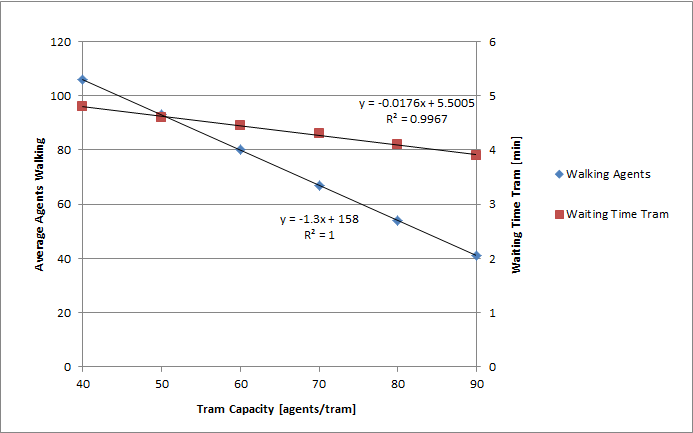 120
100
80
60
40
20
0
6
5
4
3
2
1
0
40 50 60 70 80 90
Average Agents Walking
Waiting Time Tram [min]
Tram Capacity [agents/tram]
y = -0.0176x + 5.5005
R² = 0.9967
y = -1.3x + 158
R² = 1
Walking Agents
Waiting Time Tram